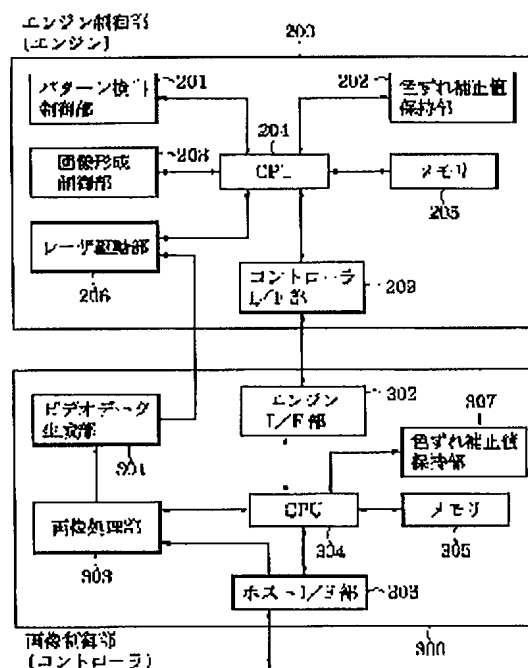 エンジン制御部
(エンジン)
200
パターン検
制御部
201
202
色ずれ補正値
保持部
204
画像形成
制御部
208
CPU
メモリ
205
レーザ駆動部
206
コントローラ
I/F部
209
ビデオデータ
生成部
301
エンジン
I/F部
302
307
色ずれ補正値
保持部
画像処理部
CPU
304
メモリ
305
ホストI/F部
303
画像制御部
(コントローラ)
300